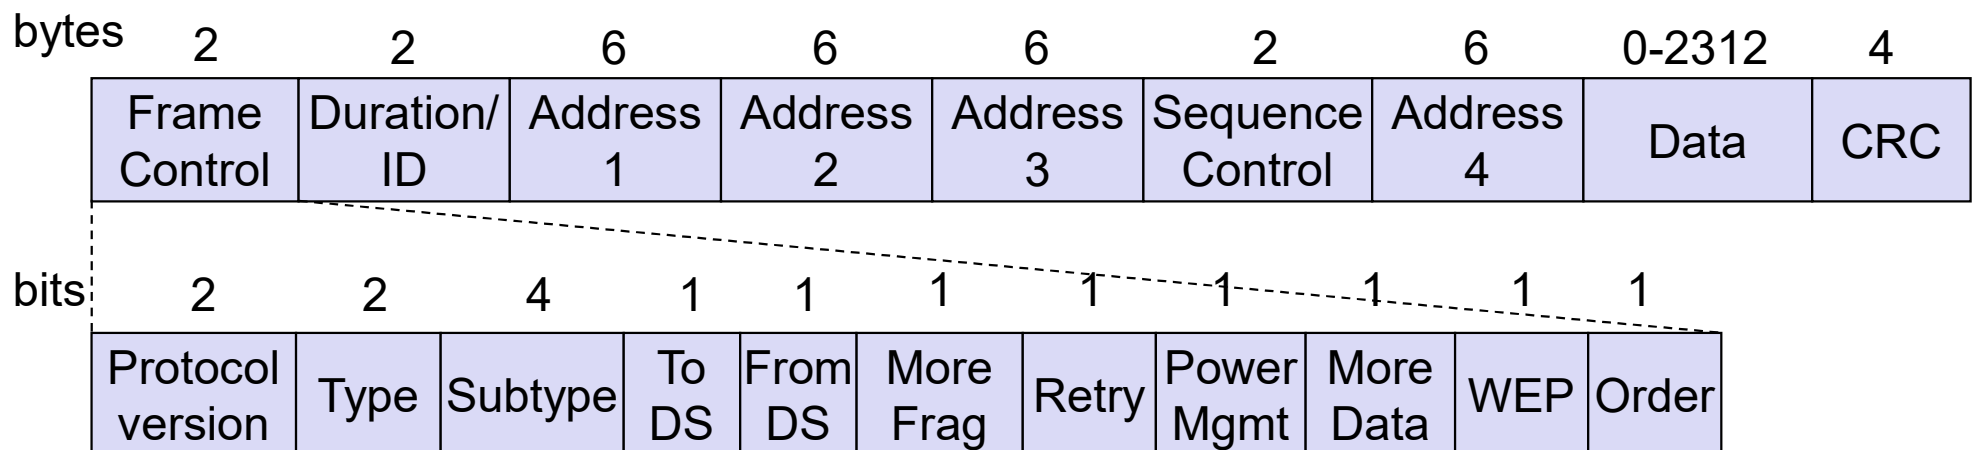 bytes 2 2 6 6 6 2 6 0-2312 4
Frame Duration/ Address Address Address Sequence Address Data CRC
Control ID 1 2 3 Control 4
bits 2 2 4 1 1 1 1 1 1 1 1
Protocol Type Subtype To From More Retry Power More WEP Order
version DS DS Frag Mgmt Data